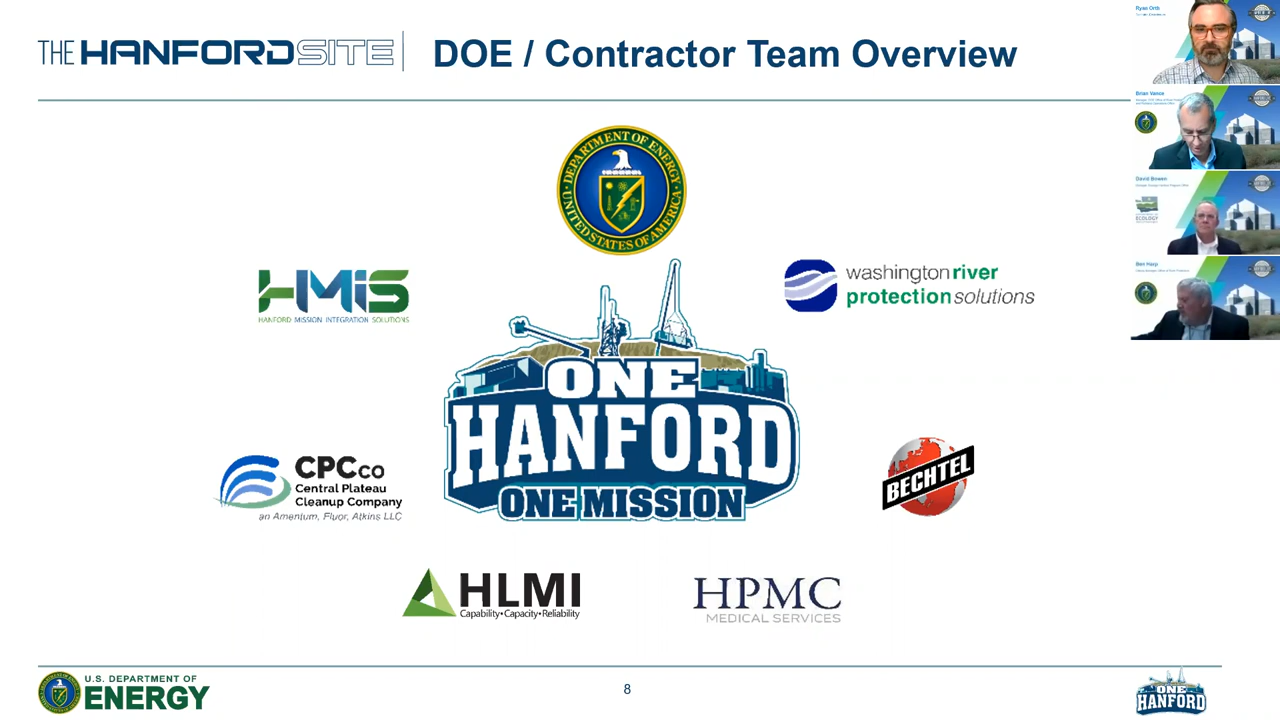 THE HANFORD SITE
DOE / Contractor Team Overview
Ryan Orth
Brian Vance
David Bowen
ECOLOGY
Ben Harp
DEPARTMENT OF ENERGY
UNITED STATES OF AMERICA
HMIS
HANFORD MISSION INTEGRATION SOLUTIONS
washington river
protection solutions
ONE
HANFORD
ONE MISSION
CPCco
Central Plateau
Cleanup Company
an Amentum, Fluor, Atkins LLC
BECHTEL
HLMI
Capability•Capacity•Reliability
HPMC
MEDICAL SERVICES
U.S. DEPARTMENT OF
ENERGY
8
ONE
HANFORD